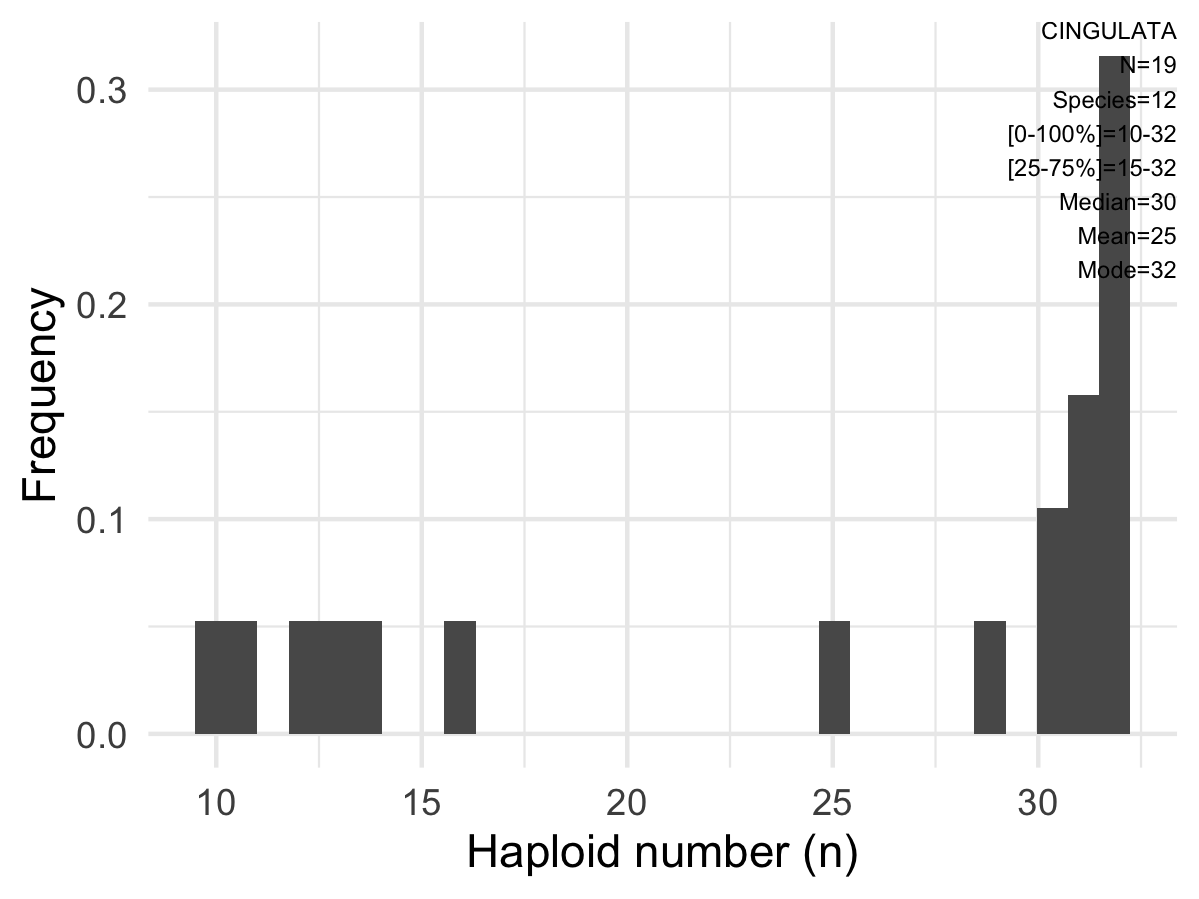 CINGULATA
N=19
Species=12
[0-100%]=10-32
[25-75%]=15-32
Median=30
Mean=25
Mode=32
Frequency
0.3
0.2
0.1
0.0
10 15 20 25 30
Haploid number (n)